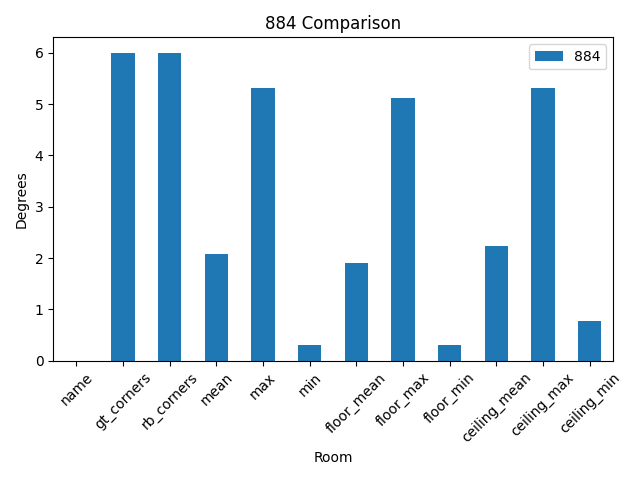 884 Comparison
884
Degrees
6
5
4
3
2
1
0
name
gt_corners
rb_corners
mean
max
min
floor_mean
floor_max
floor_min
ceiling_mean
ceiling_max
ceiling_min
Room